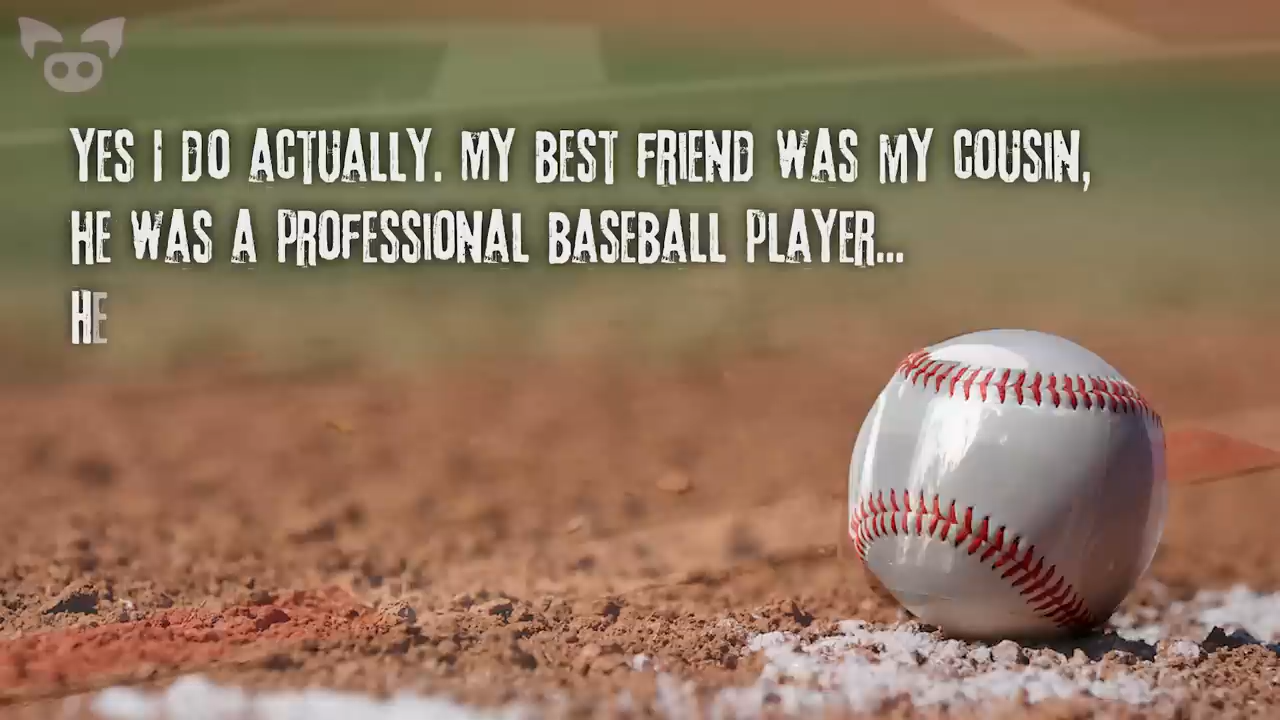 YES I DO ACTUALLY. MY BEST FRIEND WAS MY COUSIN,
HE WAS A PROFESSIONAL BASEBALL PLAYER...
HE